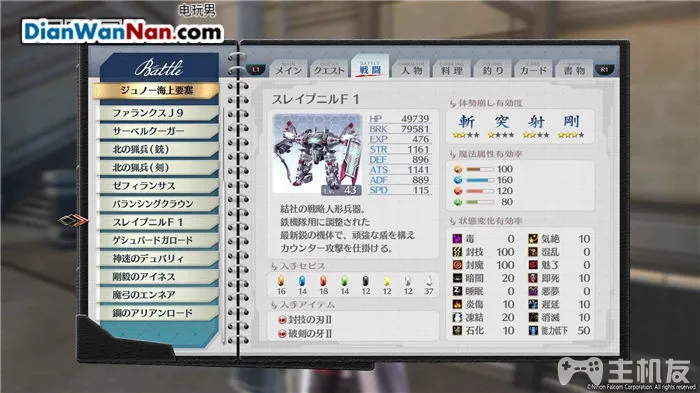 电玩男
DianWanNan.com
Battle
ジュノー海上要塞
ファランクスJ9
サーベルクーガー
北の猟兵(銃)
北の猟兵(剣)
ゼフィランサス
バランシングクラウン
スレイプニルF1
ゲシュパードガロード
神速のデュバリィ
剛毅のアイネス
魔弓のエンネア
鋼のアリアンロード
L1 メイン クエスト BATTLE 戦闘 人物 料理 釣り カード 書物 R1
スレイプニルF1
HP 49739
BRK 79581
EXP 476
STR 1161
DEF 896
ATS 1141
ADF 889
SPD 115
Lv. 43
結社の戦略人形兵器。
鉄機隊用に調整された
最新鋭の機体で、頑強な盾を構え
カウンター攻撃を仕掛ける。
入手セピス
16 14 18 14 12 12 12 37
入手アイテム
封技の刃II
破剣の牙II
体勢崩し有効度
斬 突 射 剛
魔法属性有効率
100
160
120
80
状態変化有効率
毒 0 気絶 10
封技 100 混乱 0
封魔 100 魅了 0
暗闇 20 即死 10
睡眠 0 悪夢 0
炎傷 10 遅延 10
凍結 20 消滅 10
石化 10 能力低下 50
主机友
©Nihon Falcom Corporation. All rights reserved.